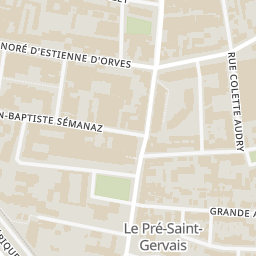 NORÉ D'ESTIENNE D'ORVES
RUE COLETTE AUDRY
N-BAPTISTE SÉMANAZ
GRANDE A
Le Pré-Saint-
Gervais